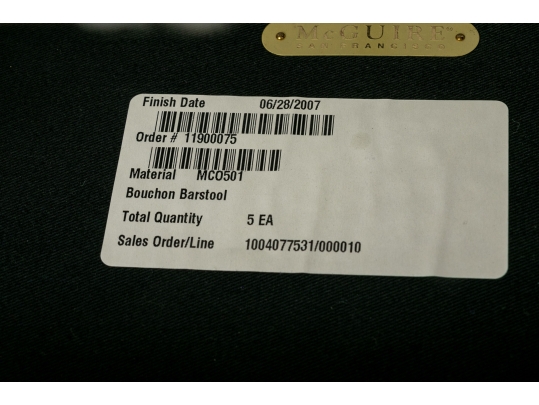 McGUIRE
SAN FRANCISCO
Finish Date 06/28/2007
Order # 11900075
Material MCO501
Bouchon Barstool
Total Quantity 5 EA
Sales Order/Line 1004077531/000010